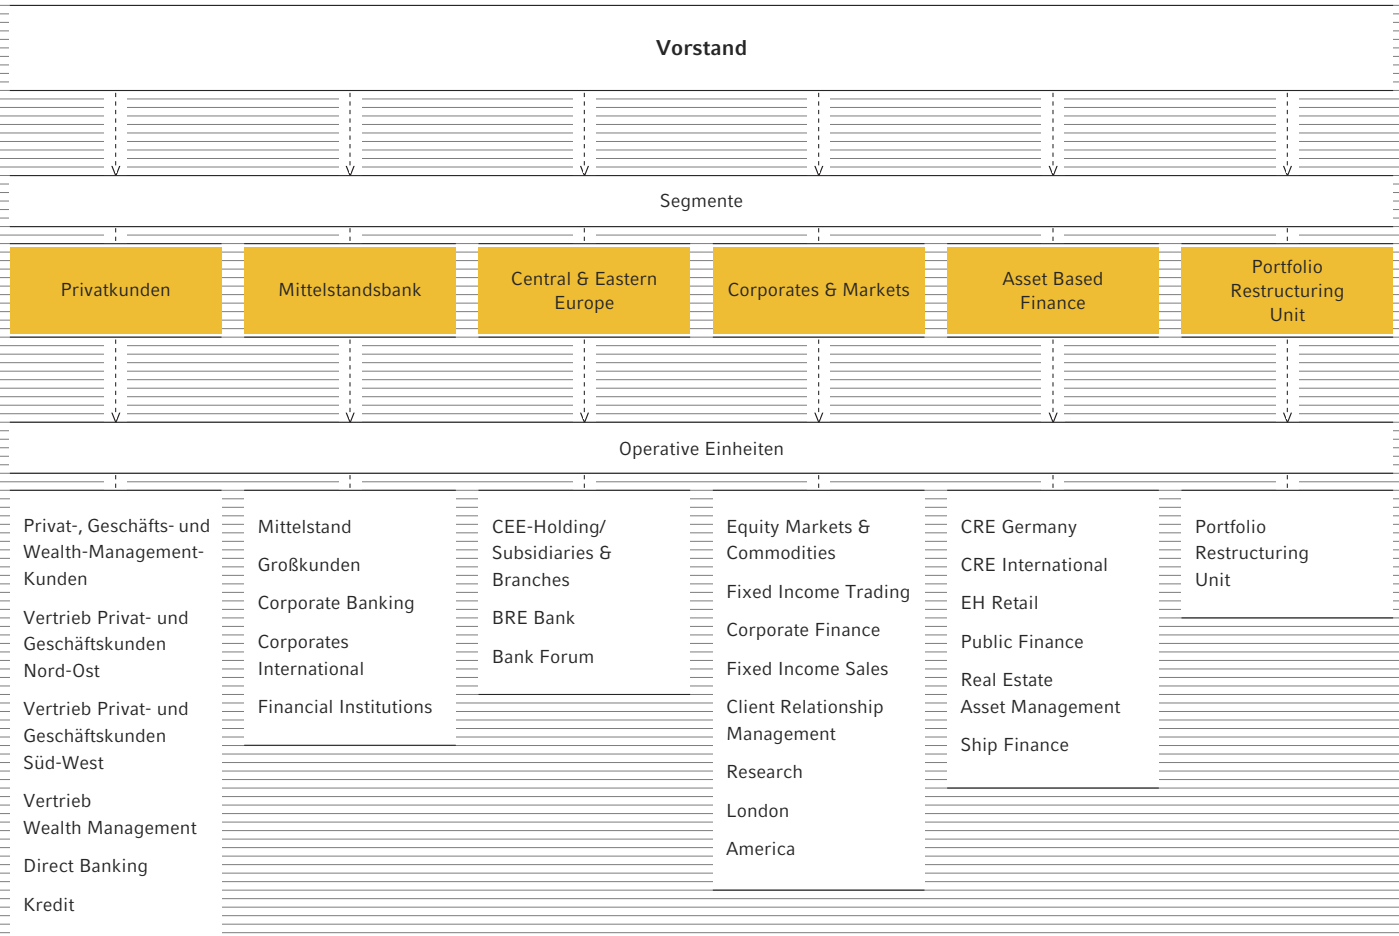 Vorstand
Segmente
Privatkunden
Mittelstandsbank
Central & Eastern
Europe
Corporates & Markets
Asset Based
Finance
Portfolio
Restructuring
Unit
Operative Einheiten
Privat-, Geschäfts- und
Wealth-Management-
Kunden
Vertrieb Privat- und
Geschäftskunden
Nord-Ost
Vertrieb Privat- und
Geschäftskunden
Süd-West
Vertrieb
Wealth Management
Direct Banking
Kredit
Mittelstand
Großkunden
Corporate Banking
Corporates
International
Financial Institutions
CEE-Holding/
Subsidiaries &
Branches
BRE Bank
Bank Forum
Equity Markets &
Commodities
Fixed Income Trading
Corporate Finance
Fixed Income Sales
Client Relationship
Management
Research
London
America
CRE Germany
CRE International
EH Retail
Public Finance
Real Estate
Asset Management
Ship Finance
Portfolio
Restructuring
Unit